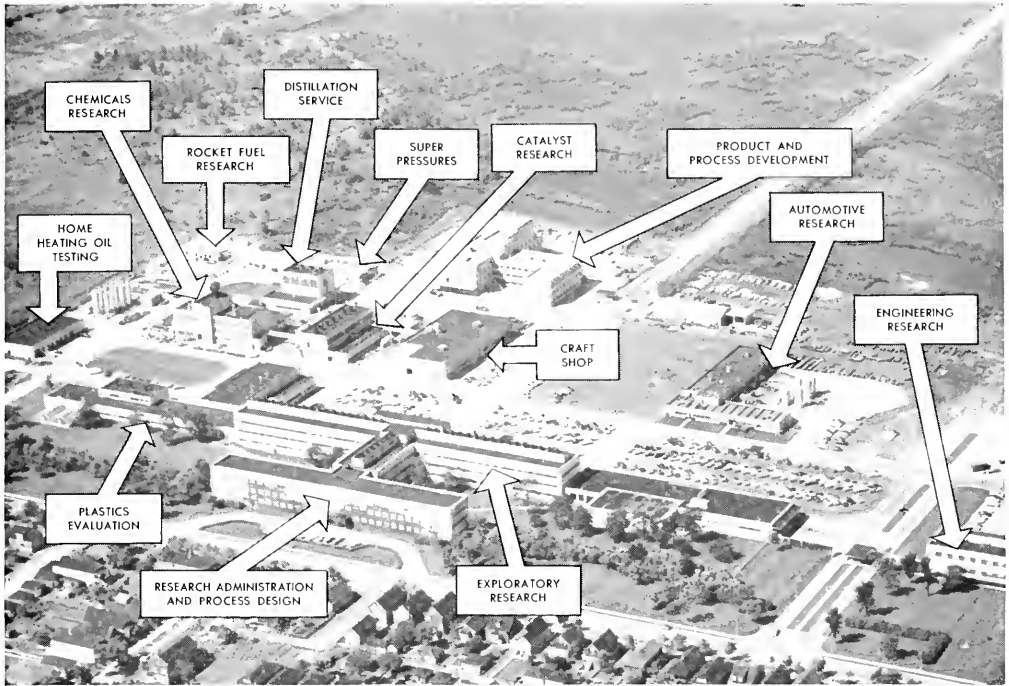 CHEMICALS
RESEARCH
DISTILLATION
SERVICE
ROCKET FUEL
RESEARCH
SUPER
PRESSURES
CATALYST
RESEARCH
PRODUCT AND
PROCESS DEVELOPMENT
HOME
HEATING OIL
TESTING
AUTOMOTIVE
RESEARCH
ENGINEERING
RESEARCH
CRAFT
SHOP
PLASTICS
EVALUATION
RESEARCH ADMINISTRATION
AND PROCESS DESIGN
EXPLORATORY
RESEARCH